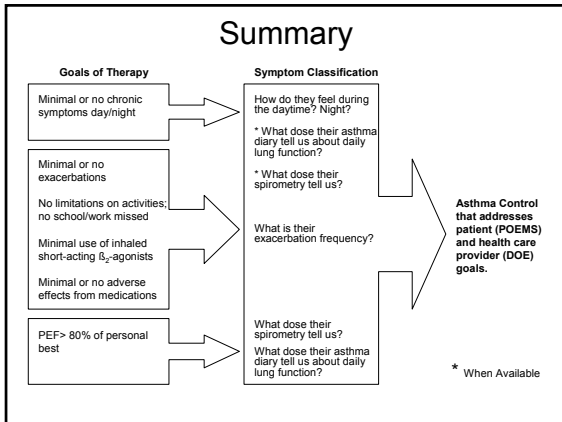 Summary
Goals of Therapy
Minimal or no chronic
symptoms day/night
Minimal or no
exacerbations
No limitations on activities;
no school/work missed
Minimal use of inhaled
short-acting ß₂-agonists
Minimal or no adverse
effects from medications
PEF> 80% of personal
best
Symptom Classification
How do they feel during
the daytime? Night?
* What dose their asthma
diary tell us about daily
lung function?
* What dose their
spirometry tell us?
What is their
exacerbation frequency?
What dose their
spirometry tell us?
What dose their asthma
diary tell us about daily
lung function?
Asthma Control
that addresses
patient (POEMS)
and health care
provider (DOE)
goals.
* When Available